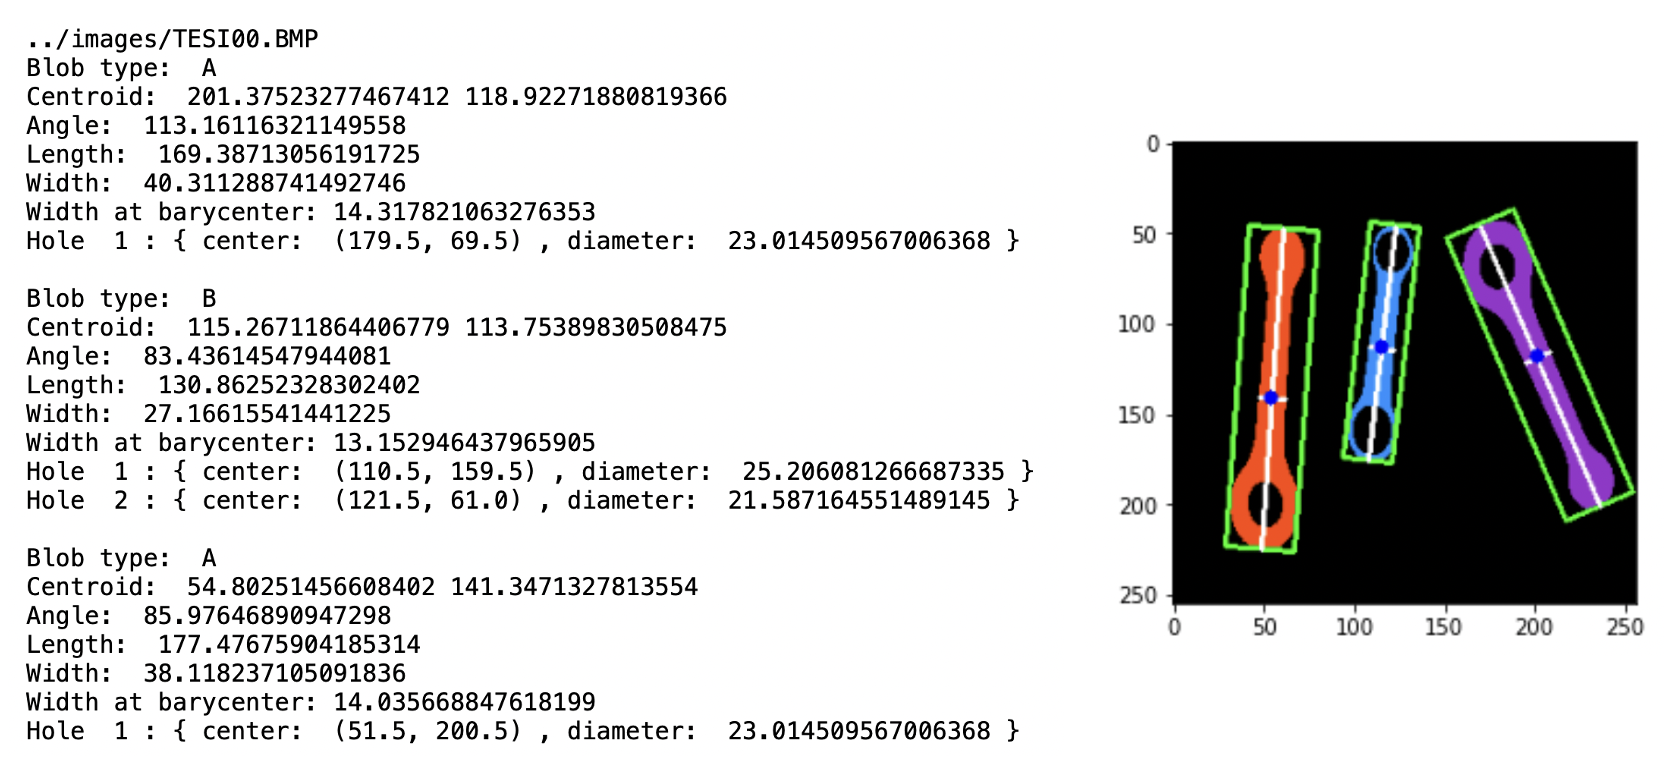 ../images/TESI00.BMP
Blob type:  A
Centroid:  201.37523277467412 118.92271880819366
Angle:  113.16116321149558
Length:  169.38713056191725
Width:  40.311288741492746
Width at barycenter: 14.317821063276353
Hole  1 : { center:  (179.5, 69.5) , diameter:  23.014509567006368 }
Blob type:  B
Centroid:  115.26711864406779 113.75389830508475
Angle:  83.43614547944081
Length:  130.86252328302402
Width:  27.16615541441225
Width at barycenter: 13.152946437965905
Hole  1 : { center:  (110.5, 159.5) , diameter:  25.206081266687335 }
Hole  2 : { center:  (121.5, 61.0) , diameter:  21.587164551489145 }
Blob type:  A
Centroid:  54.80251456608402 141.3471327813554
Angle:  85.97646890947298
Length:  177.47675904185314
Width:  38.118237105091836
Width at barycenter: 14.035668847618199
Hole  1 : { center:  (51.5, 200.5) , diameter:  23.014509567006368 }
0
50
100
150
200
250
0 50 100 150 200 250